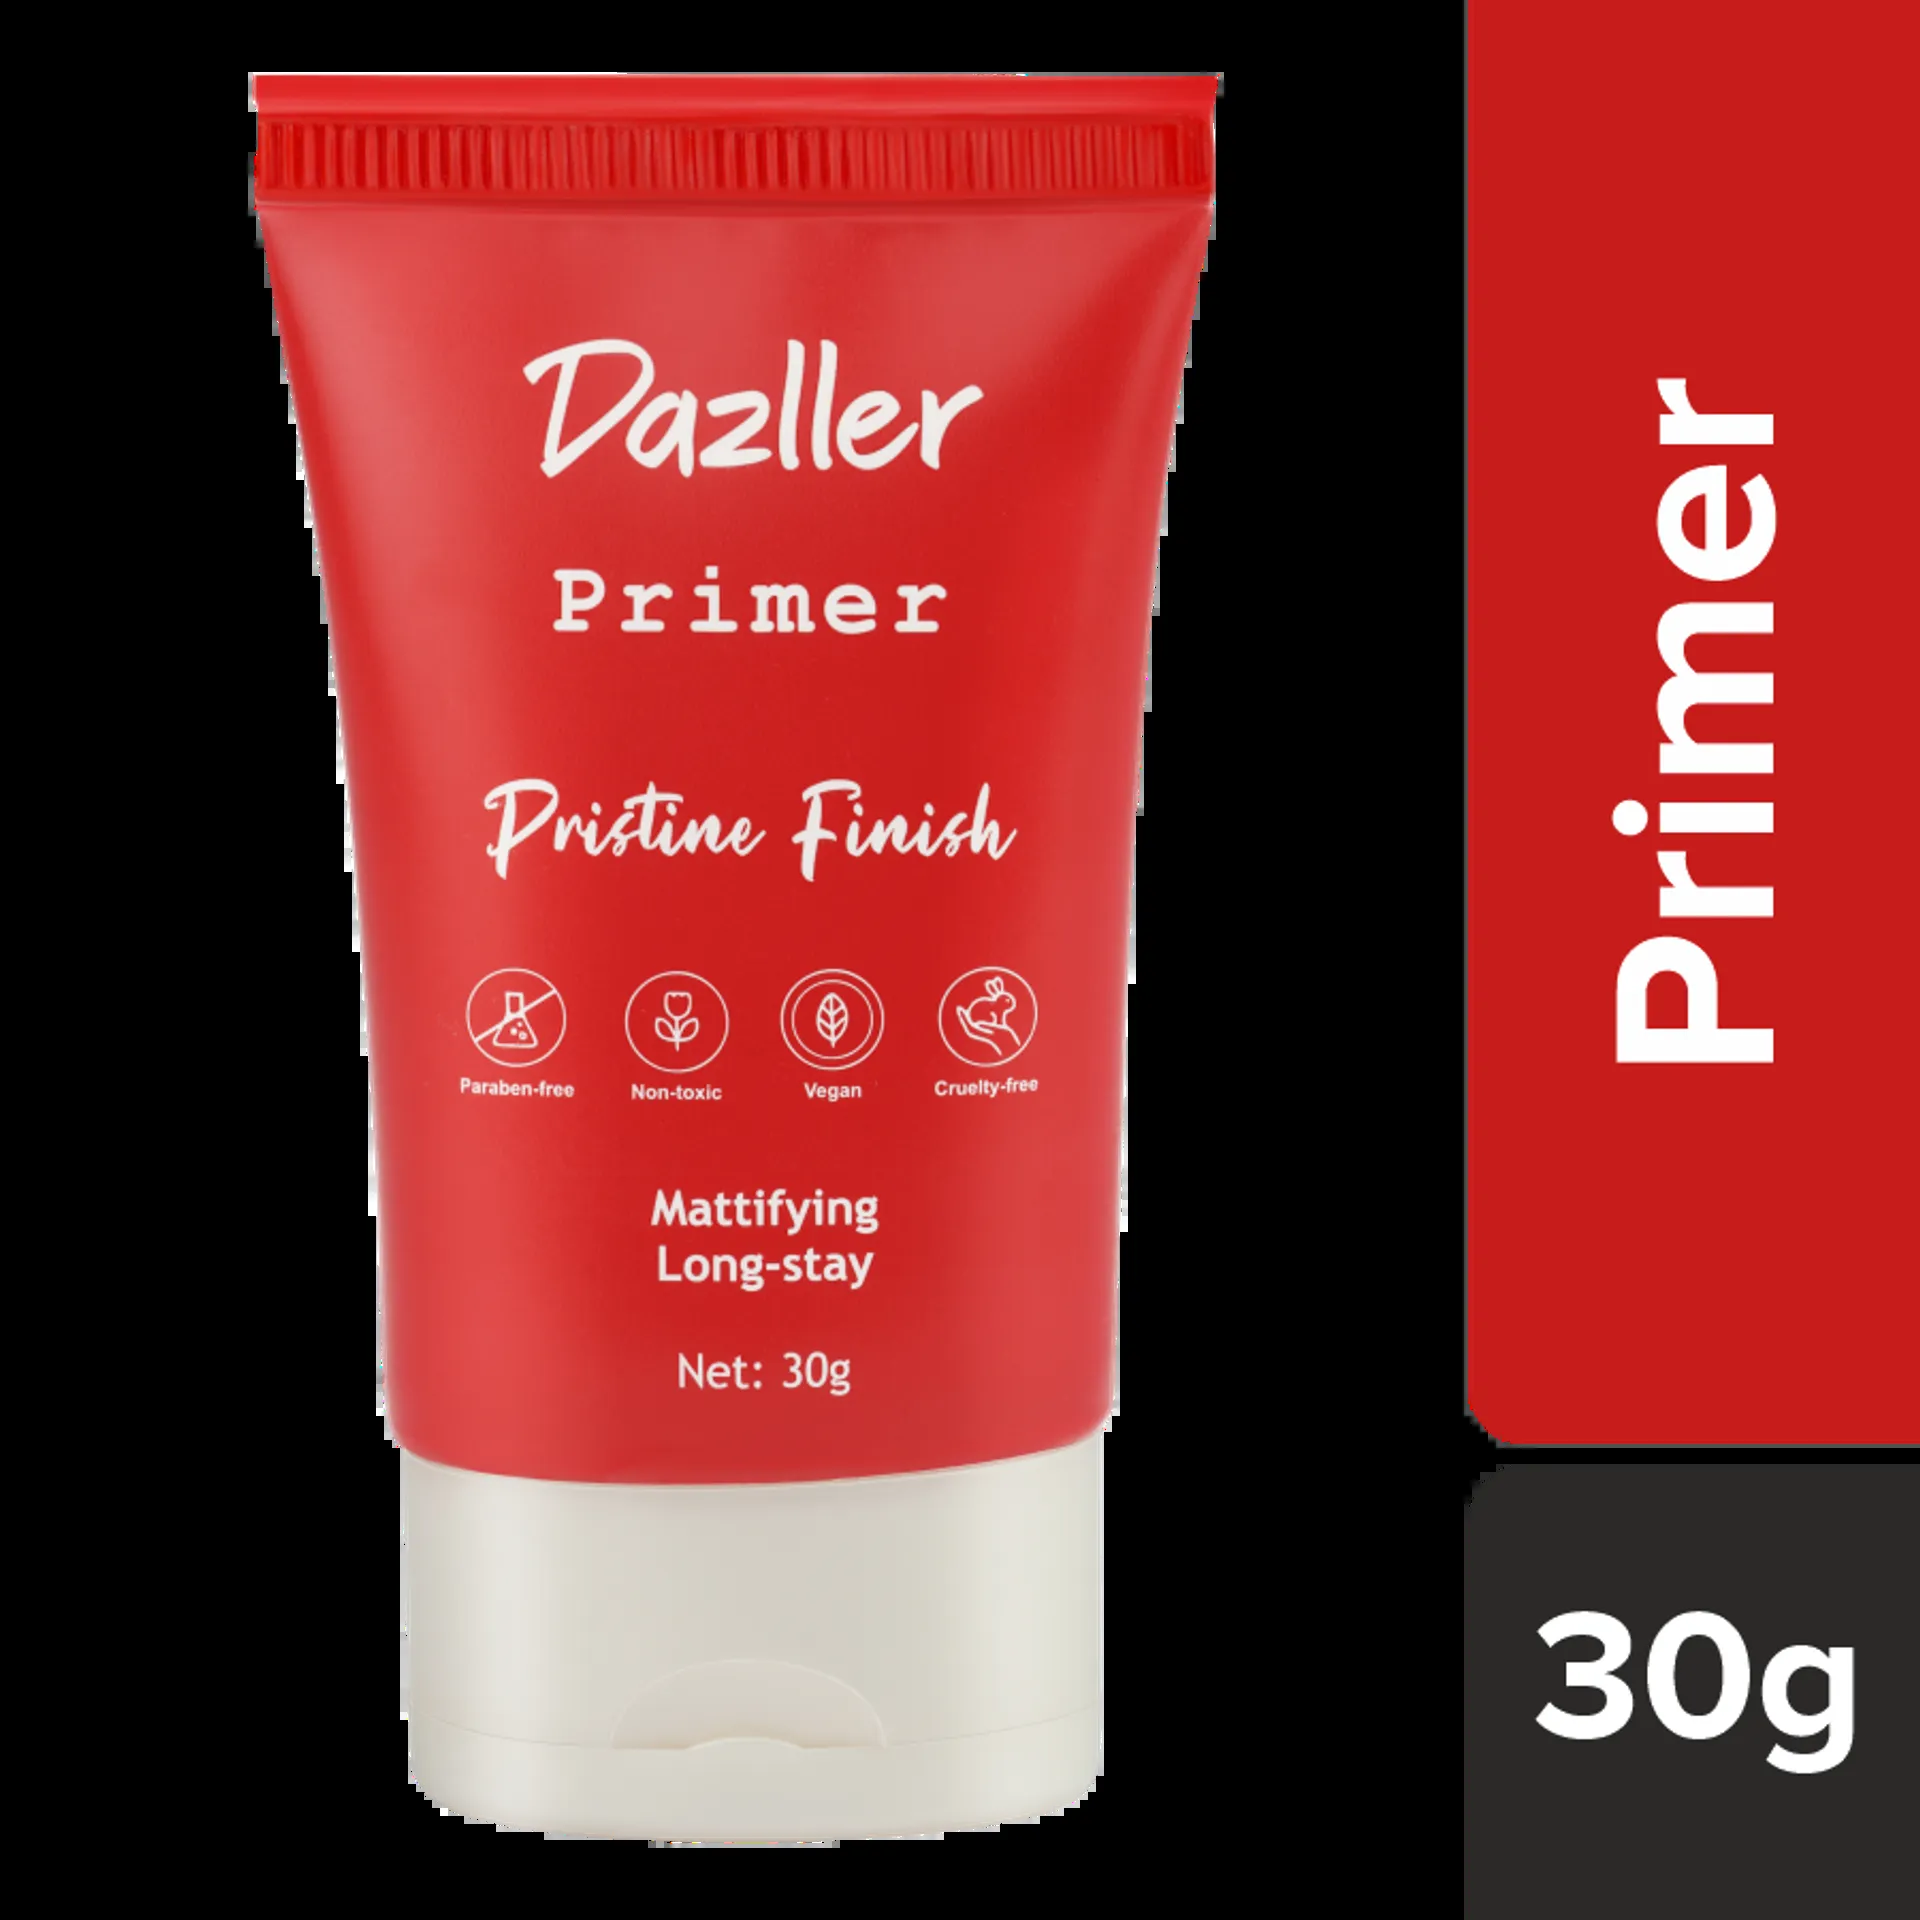 Dazller
Primer
Pristine Finish
Paraben-free
Non-toxic
Vegan
Cruelty-free
Mattifying
Long-stay
Net: 30g
Primer
30g